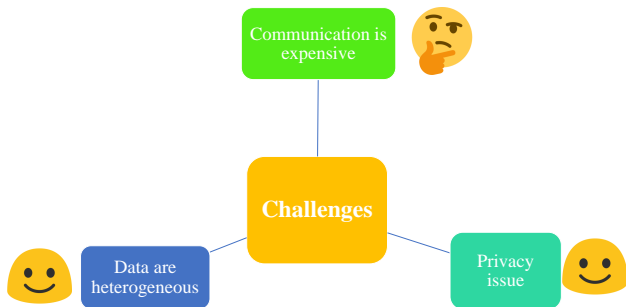 Communication is
expensive
Challenges
Data are
heterogeneous
Privacy
issue